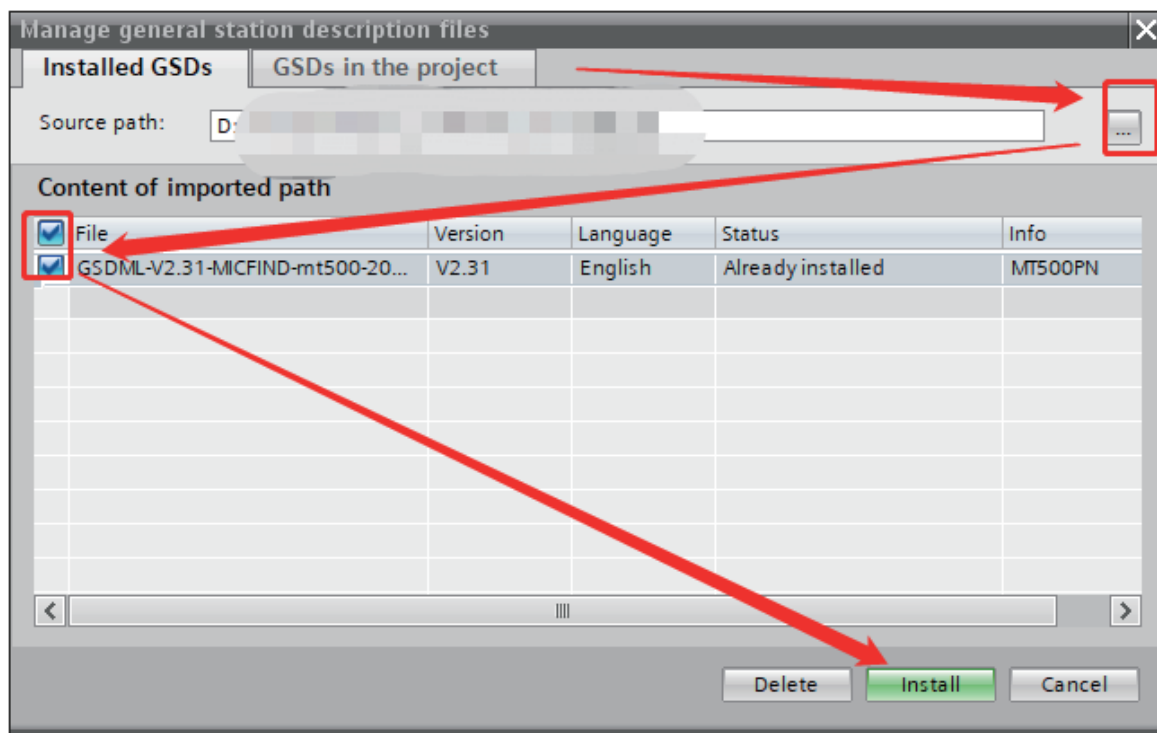 Manage general station description files
Installed GSDs GSDs in the project
Source path: D: ...
Content of imported path
File Version Language Status Info
GSDML-V2.31-MICFIND-mt500-20... V2.31 English Already installed MT500PN
Delete Install Cancel